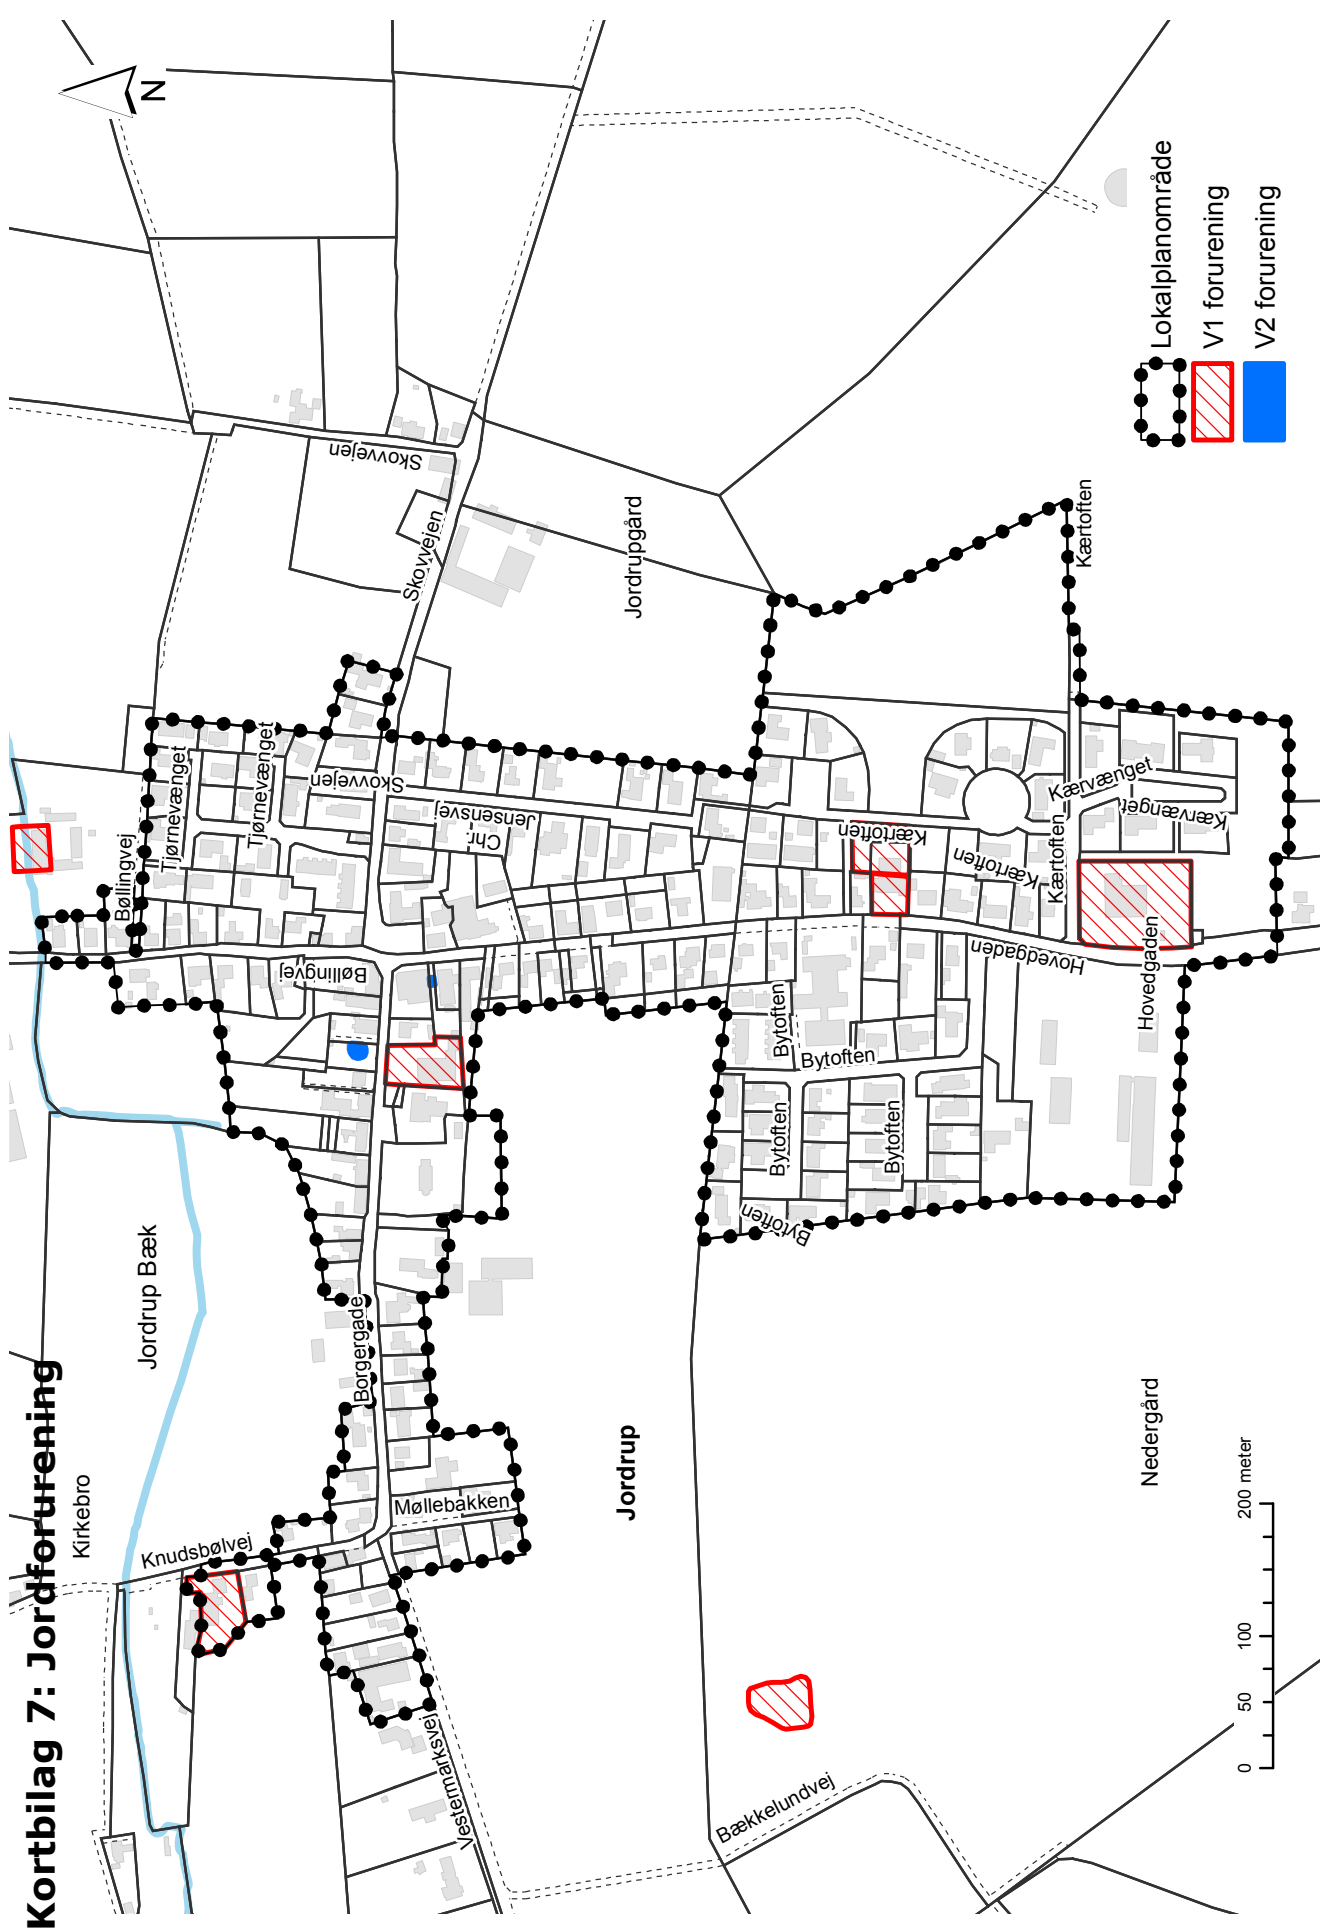 Kortbilag 7: Jordforurening
N
Kirkebro
Jordrup Bæk
Knudsbølvej
Bøllingvej
Tjørnevænget
Tjørnevænget
Bøllingvej
Skovvejen
Skovvejen
Skovvejen
Borgergade
Møllebakken
Vestermarksvej
Chr.
Jensensvej
Jordrup
Jordrupgård
Bækkelundvej
Bytoften
Bytoften
Bytoften
Bytoften
Bytoften
Kærtoften
Kærtoften
Kærtoften
Kærtoften
Kærvænget
Kærvænget
Hovedgaden
Hovedgaden
Nedergård
0 50 100 200 meter
Lokalplanområde
V1 forurening
V2 forurening